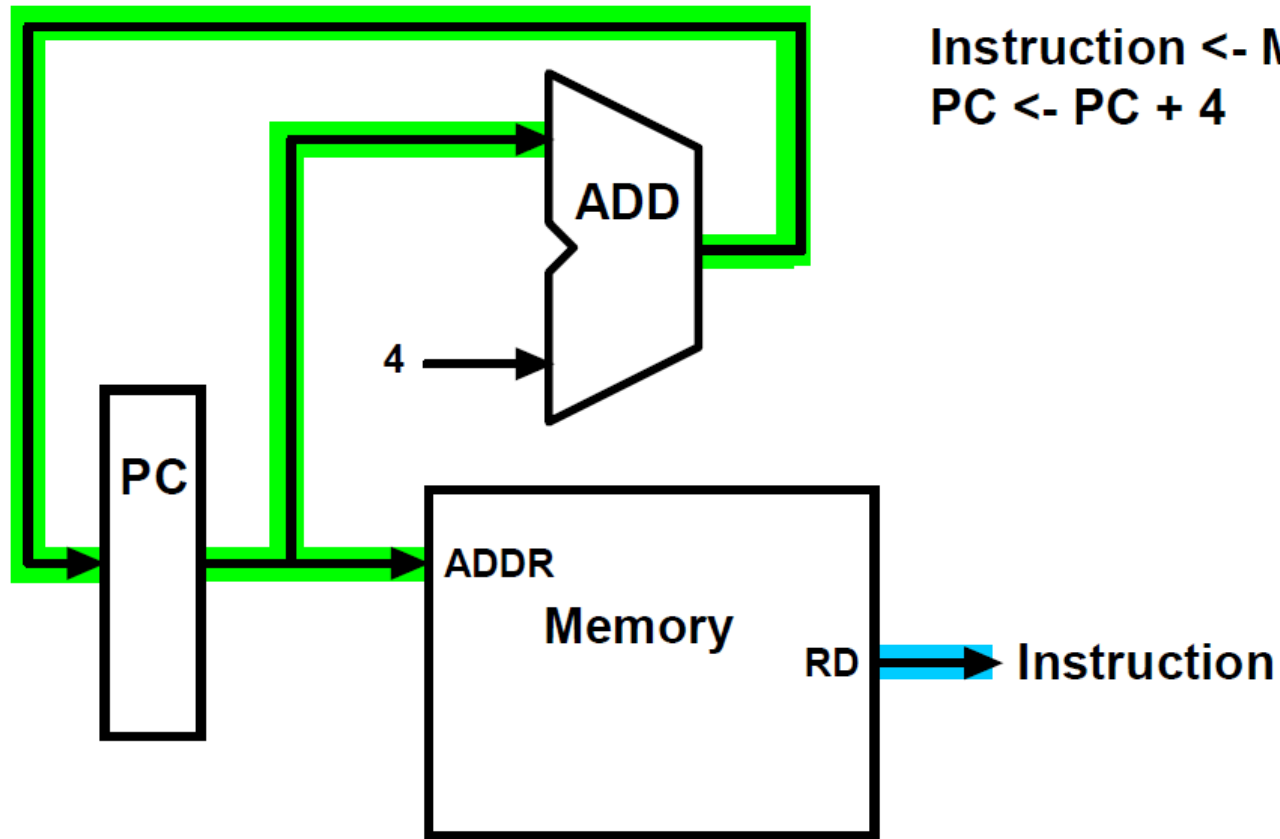 Instruction <- M
PC <- PC + 4
ADD
4
PC
ADDR
Memory
RD
Instruction